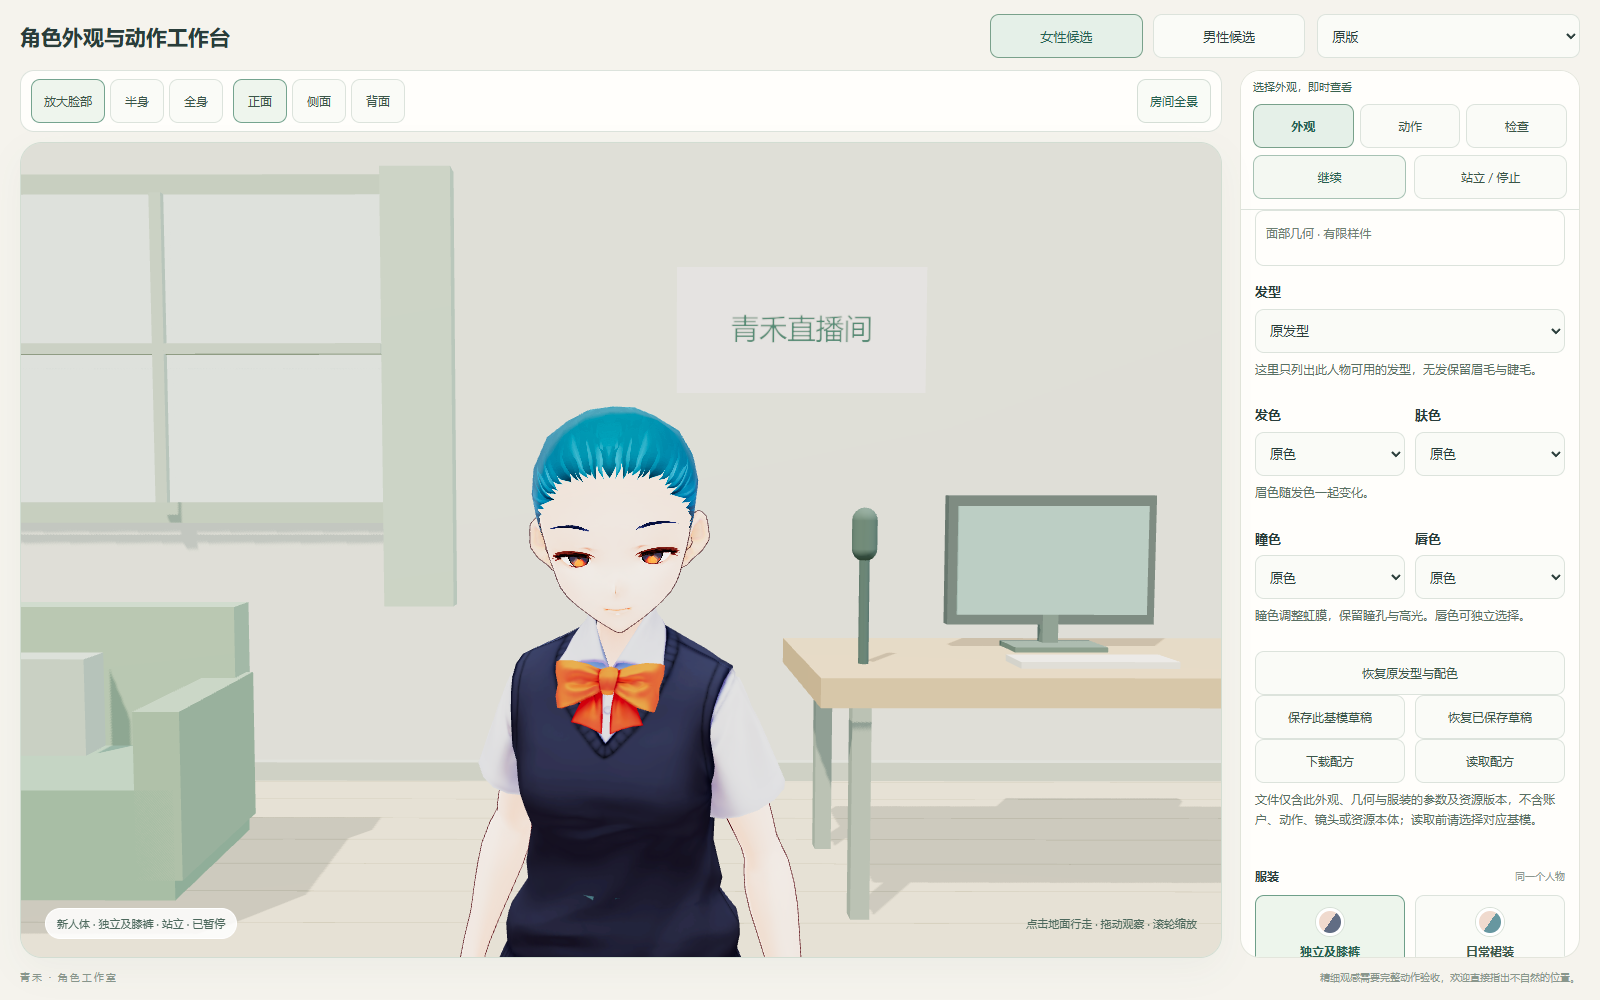 角色外观与动作工作台
女性候选
男性候选
原版
放大脸部
半身
全身
正面
侧面
背面
房间全景
选择外观，即时查看
外观
动作
检查
继续
站立 / 停止
面部几何 · 有限样件
发型
原发型
这里只列出此人物可用的发型，无发保留眉毛与睫毛。
发色
肤色
原色
原色
眉色随发色一起变化。
瞳色
唇色
原色
原色
瞳色调整虹膜，保留瞳孔与高光。唇色可独立选择。
恢复原发型与配色
保存此基模草稿
恢复已保存草稿
下载配方
读取配方
文件仅含此外观、几何与服装的参数及资源版本，不含账
户、动作、镜头或资源本体；读取前请选择对应基模。
服装
同一个人物
独立及膝裤
日常裙装
青禾直播间
新人体 · 独立及膝裤 · 站立 · 已暂停
点击地面行走 · 拖动观察 · 滚轮缩放
青禾 · 角色工作室
精细观感需要完整动作验收，欢迎直接指出不自然的位置。